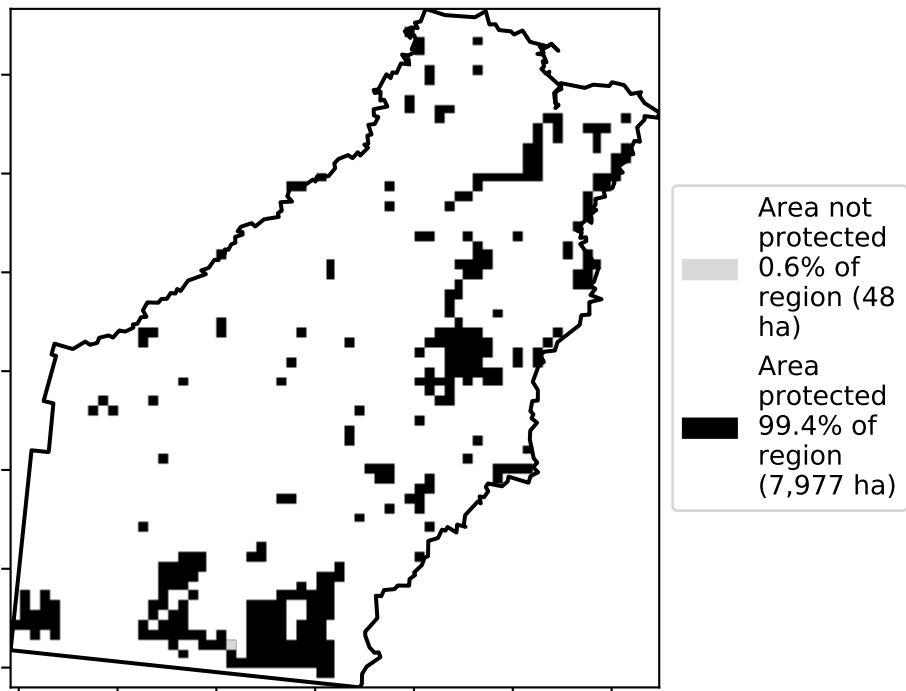 Area not
protected
0.6% of
region (48
ha)
Area
protected
99.4% of
region
(7,977 ha)